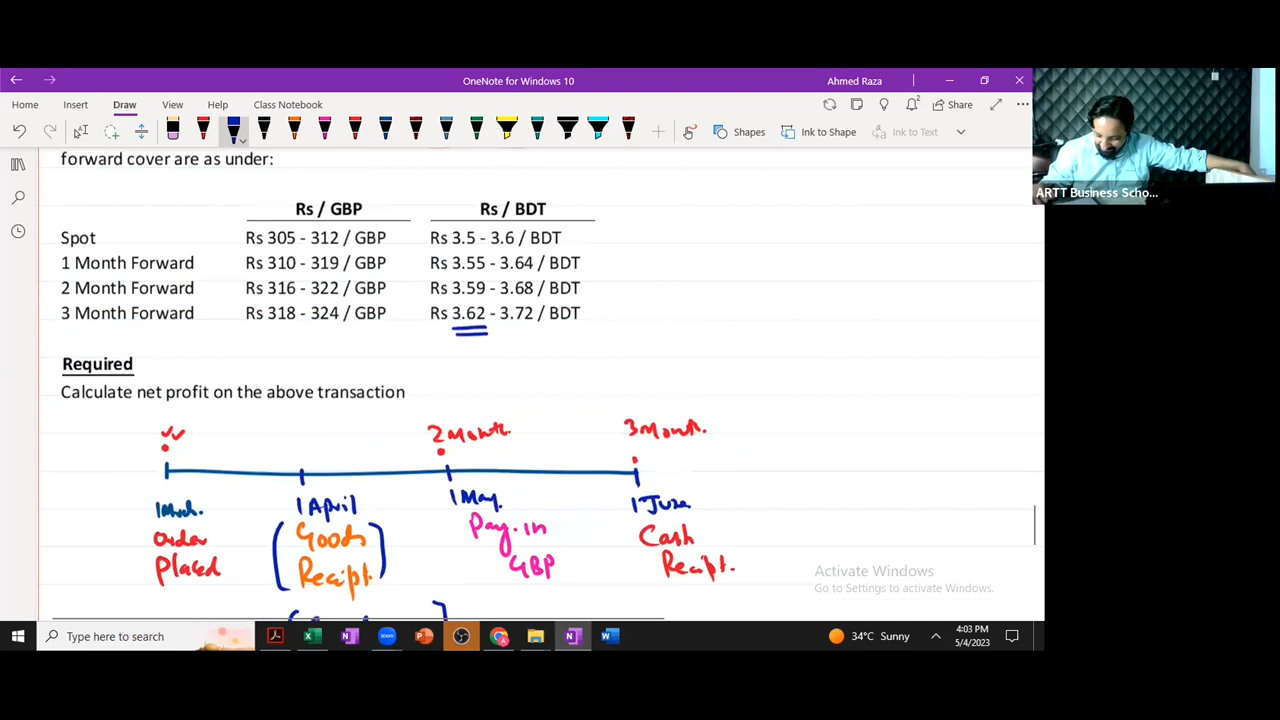 OneNote for Windows 10
Ahmed Raza
Home Insert Draw View Help Class Notebook
Share
Shapes Ink to Shape Ink to Text
ARTT Business Scho...
forward cover are as under:
Rs / GBP Rs / BDT
Spot Rs 305 - 312 / GBP Rs 3.5 - 3.6 / BDT
1 Month Forward Rs 310 - 319 / GBP Rs 3.55 - 3.64 / BDT
2 Month Forward Rs 316 - 322 / GBP Rs 3.59 - 3.68 / BDT
3 Month Forward Rs 318 - 324 / GBP Rs 3.62 - 3.72 / BDT
Required
Calculate net profit on the above transaction
2 Month. 3 Month.
1 April 1 May. 1 June
Order Goods Pay. in Cash
Placed Recipt. GBP Recipt.
Activate Windows
Go to Settings to activate Windows.
Type here to search
34°C Sunny
4:03 PM
5/4/2023